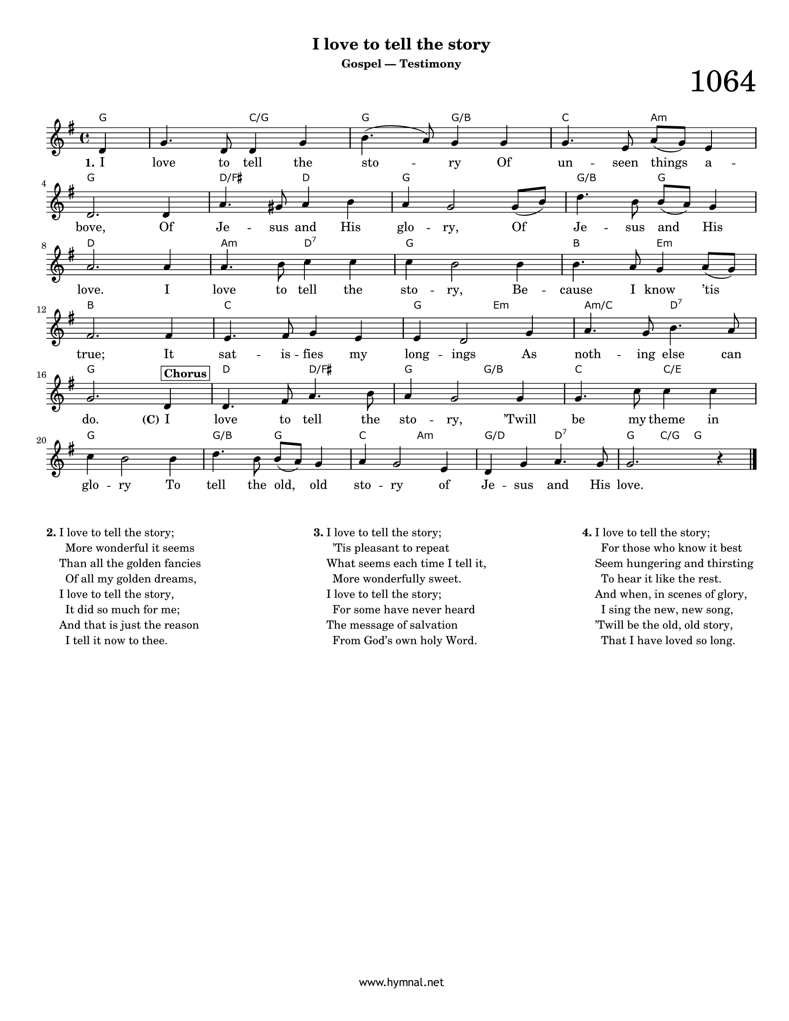 I love to tell the story
Gospel — Testimony
1064
G C/G G G/B C Am
1. I love to tell the sto - ry Of un - seen things a -
4
G D/F♯ D G G/B G
bove, Of Je - sus and His glo - ry, Of Je - sus and His
8
D Am D7 G B Em
love. I love to tell the sto - ry, Be - cause I know 'tis
12
B C G Em Am/C D7
true; It sat - is - fies my long - ings As noth - ing else can
16
G Chorus D D/F♯ G G/B C C/E
do. (C) I love to tell the sto - ry, 'Twill be my theme in
20
G G/B G C Am G/D D7 G C/G G
glo - ry To tell the old, old sto - ry of Je - sus and His love.
2. I love to tell the story;
More wonderful it seems
Than all the golden fancies
Of all my golden dreams,
I love to tell the story,
It did so much for me;
And that is just the reason
I tell it now to thee.
3. I love to tell the story;
'Tis pleasant to repeat
What seems each time I tell it,
More wonderfully sweet.
I love to tell the story;
For some have never heard
The message of salvation
From God's own holy Word.
4. I love to tell the story;
For those who know it best
Seem hungering and thirsting
To hear it like the rest.
And when, in scenes of glory,
I sing the new, new song,
'Twill be the old, old story,
That I have loved so long.
www.hymnal.net